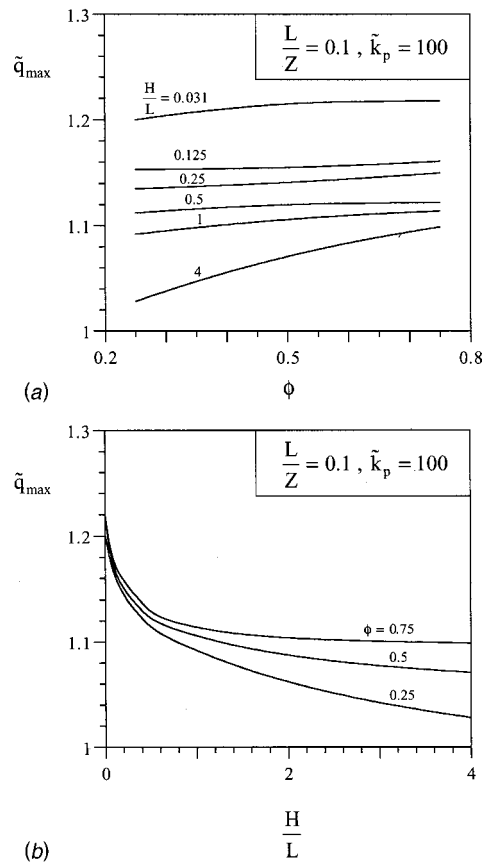 1.3
q̃max
L/Z = 0.1 , k̃p = 100
H/L = 0.031
1.2
0.125
0.25
0.5
1.1
1
4
1
0.2
0.5
0.8
(a)
ϕ
1.3
q̃max
L/Z = 0.1 , k̃p = 100
1.2
ϕ = 0.75
1.1
0.5
0.25
1
0
2
4
H/L
(b)